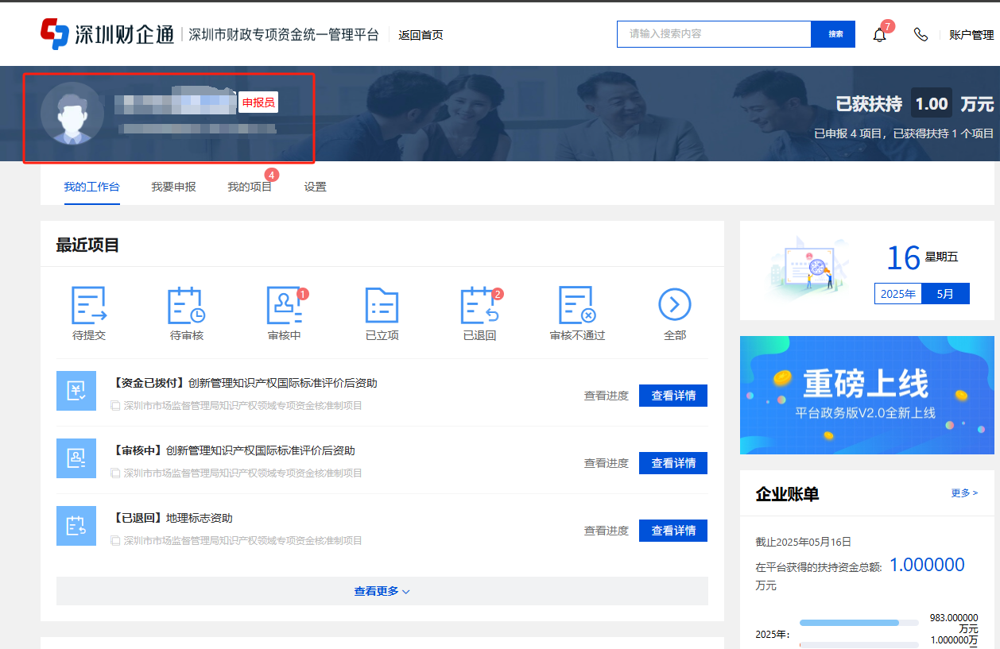 深圳财企通 深圳市财政专项资金统一管理平台 返回首页 请输入搜索内容 搜索 7 账户管理
申报员
已获扶持 1.00 万元
已申报 4 项目，已获得扶持 1 个项目
我的工作台 我要申报 我的项目 4 设置
最近项目
待提交 待审核 审核中 1 已立项 已退回 2 审核不通过 全部
【资金已拨付】创新管理知识产权国际标准评价后资助
深圳市市场监督管理局知识产权领域专项资金核准制项目
查看进度 查看详情
【审核中】创新管理知识产权国际标准评价后资助
深圳市市场监督管理局知识产权领域专项资金核准制项目
查看进度 查看详情
【已退回】地理标志资助
深圳市市场监督管理局知识产权领域专项资金核准制项目
查看进度 查看详情
查看更多
16 星期五
2025年 5月
重磅上线
平台政务版V2.0全新上线
企业账单 更多 >
截止2025年05月16日
在平台获得的扶持资金总额: 1.000000
万元
983.000000
万元
2025年:
1.000000万